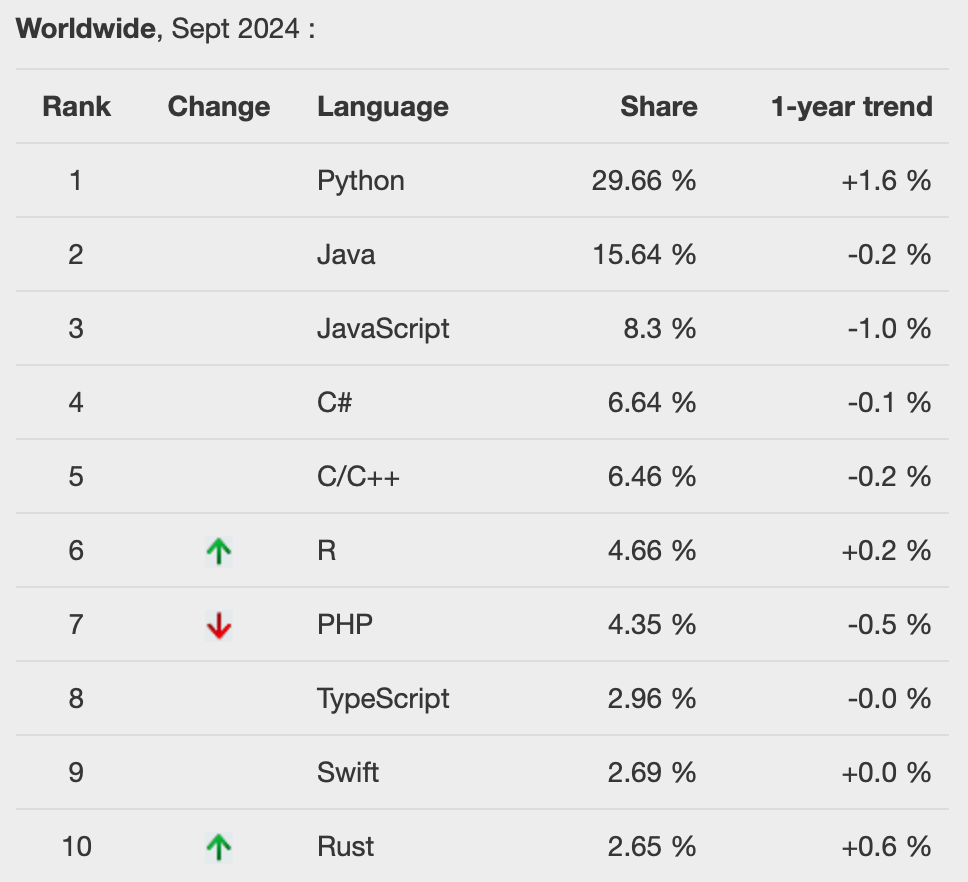 Worldwide, Sept 2024 :
Rank Change Language Share 1-year trend
1 Python 29.66 % +1.6 %
2 Java 15.64 % -0.2 %
3 JavaScript 8.3 % -1.0 %
4 C# 6.64 % -0.1 %
5 C/C++ 6.46 % -0.2 %
6 R 4.66 % +0.2 %
7 PHP 4.35 % -0.5 %
8 TypeScript 2.96 % -0.0 %
9 Swift 2.69 % +0.0 %
10 Rust 2.65 % +0.6 %